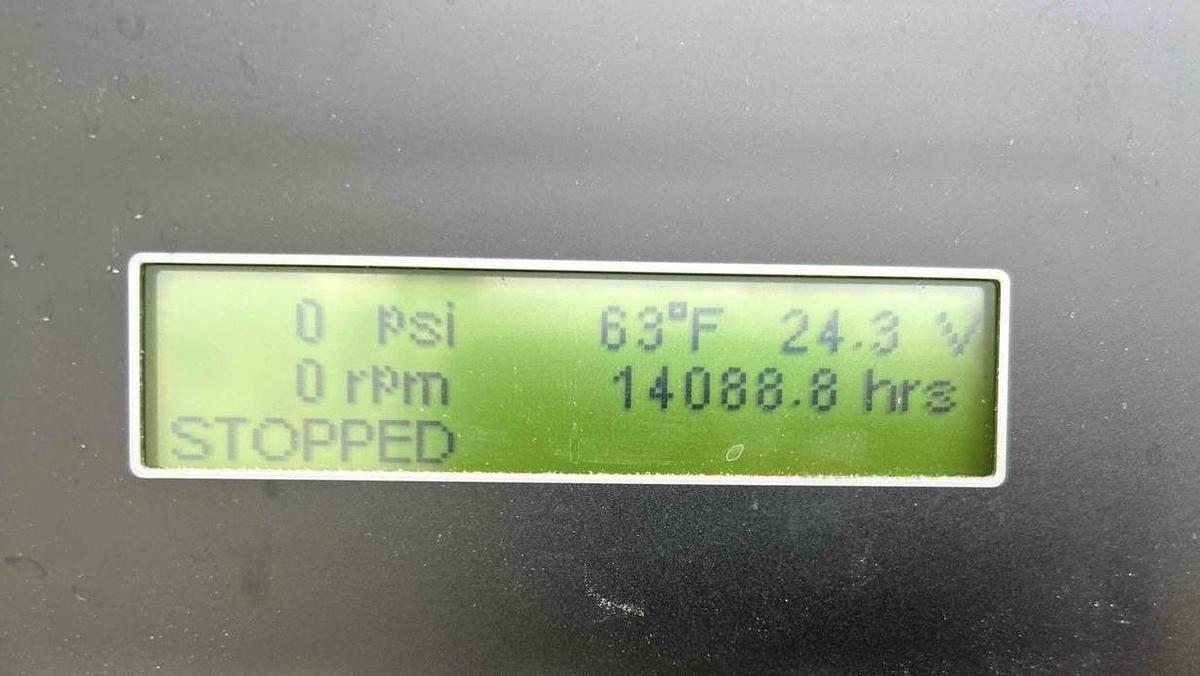 0 psi 63°F 24.3 V
0 rpm 14088.8 hrs
STOPPED